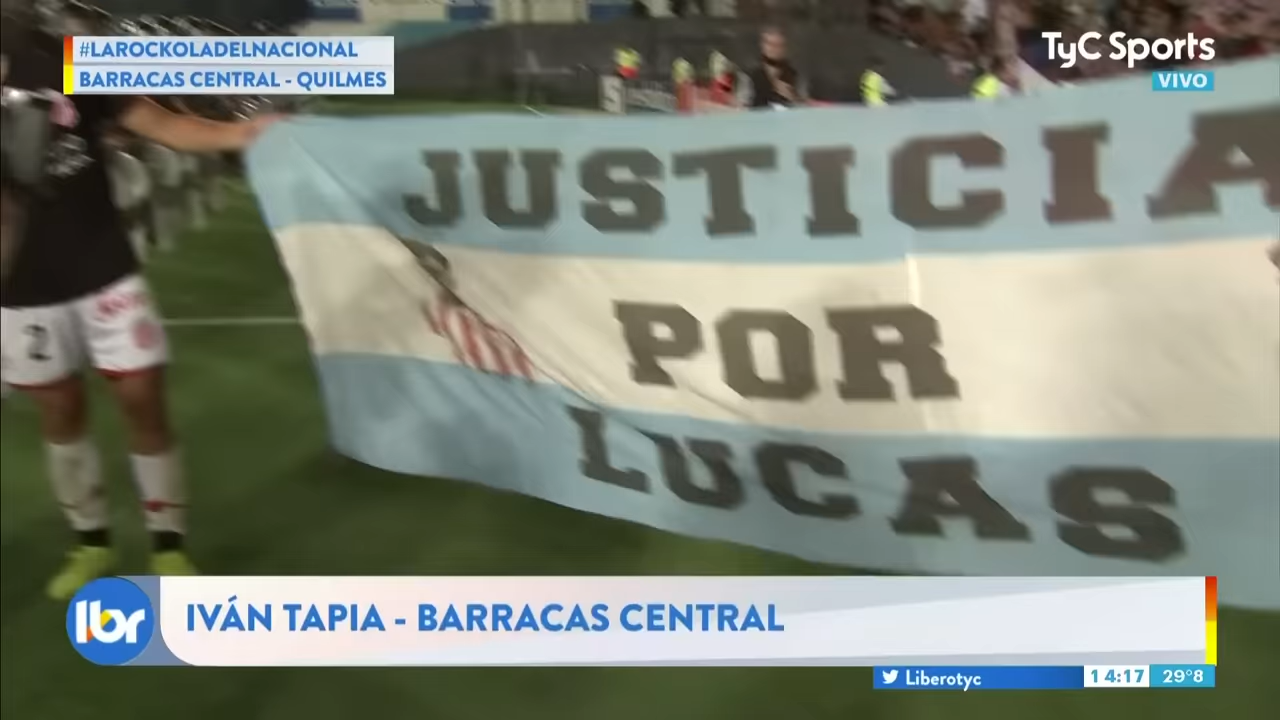 #LAROCKOLADELNACIONAL
BARRACAS CENTRAL - QUILMES
TyC Sports
VIVO
JUSTICIA
POR
LUCAS
2
lbr
IVÁN TAPIA - BARRACAS CENTRAL
Liberotyc
14:17
29°8